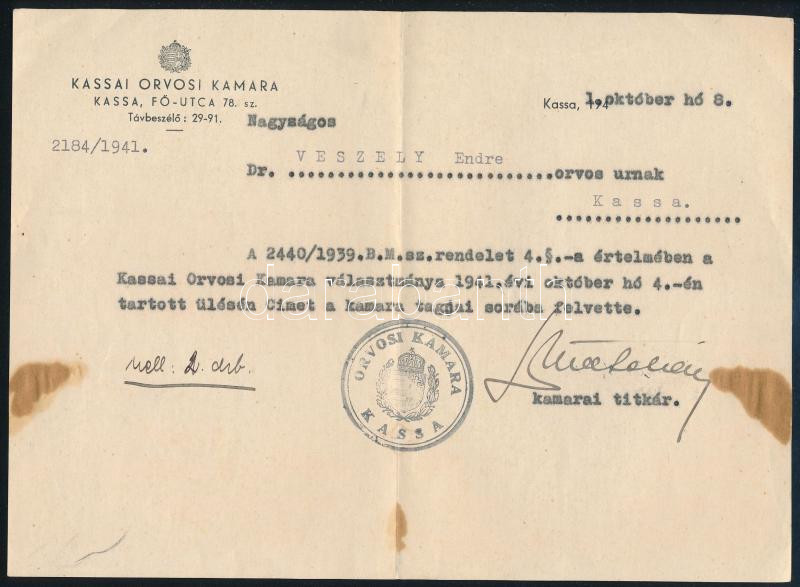 KASSAI ORVOSI KAMARA
KASSA, FŐ-UTCA 78. sz.
Távbeszélő: 29-91.
2184/1941.
Kassa, 1941.október hó 8.
Nagyságos
Dr. VESZELY Endre orvos urnak
Kassa.
A 2440/1939.B.M.sz.rendelet 4.§.-a értelmében a
Kassai Orvosi Kamara választmánya 1941.évi október hó 4.-én
tartott ülésén Cimet a kamara tagjai sorába felvette.
mell: 2 drb.
ORVOSI KAMARA
KASSA
kamarai titkár.
darabanth